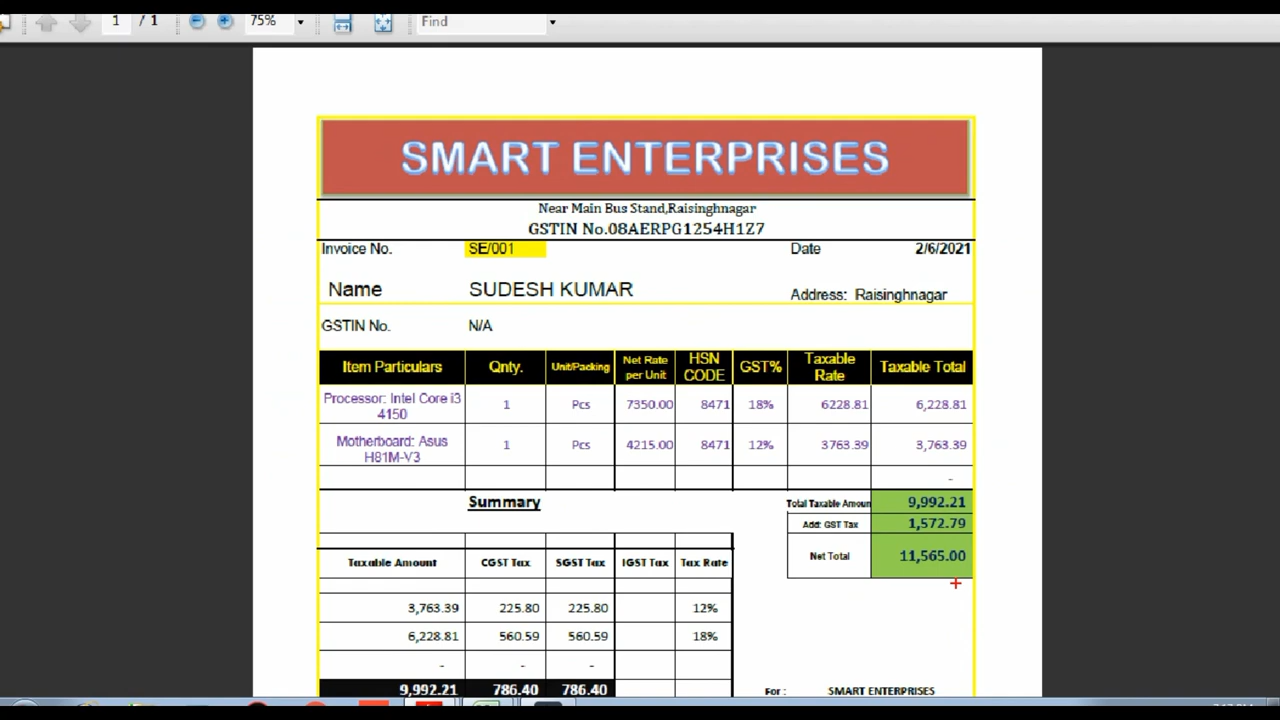 1 / 1 75% Find
SMART ENTERPRISES
Near Main Bus Stand,Raisinghnagar
GSTIN No.08AERPG1254H1Z7
Invoice No. SE/001 Date 2/6/2021
Name SUDESH KUMAR Address: Raisinghnagar
GSTIN No. N/A
Item Particulars Qnty. Unit/Packing Net Rate per Unit HSN CODE GST% Taxable Rate Taxable Total
Processor: Intel Core i3 4150 1 Pcs 7350.00 8471 18% 6228.81 6,228.81
Motherboard: Asus H81M-V3 1 Pcs 4215.00 8471 12% 3763.39 3,763.39
-
Summary Total Taxable Amoun 9,992.21
Add: GST Tax 1,572.79
Net Total 11,565.00
Taxable Amount CGST Tax SGST Tax IGST Tax Tax Rate
3,763.39 225.80 225.80 12%
6,228.81 560.59 560.59 18%
- - -
9,992.21 786.40 786.40
For : SMART ENTERPRISES